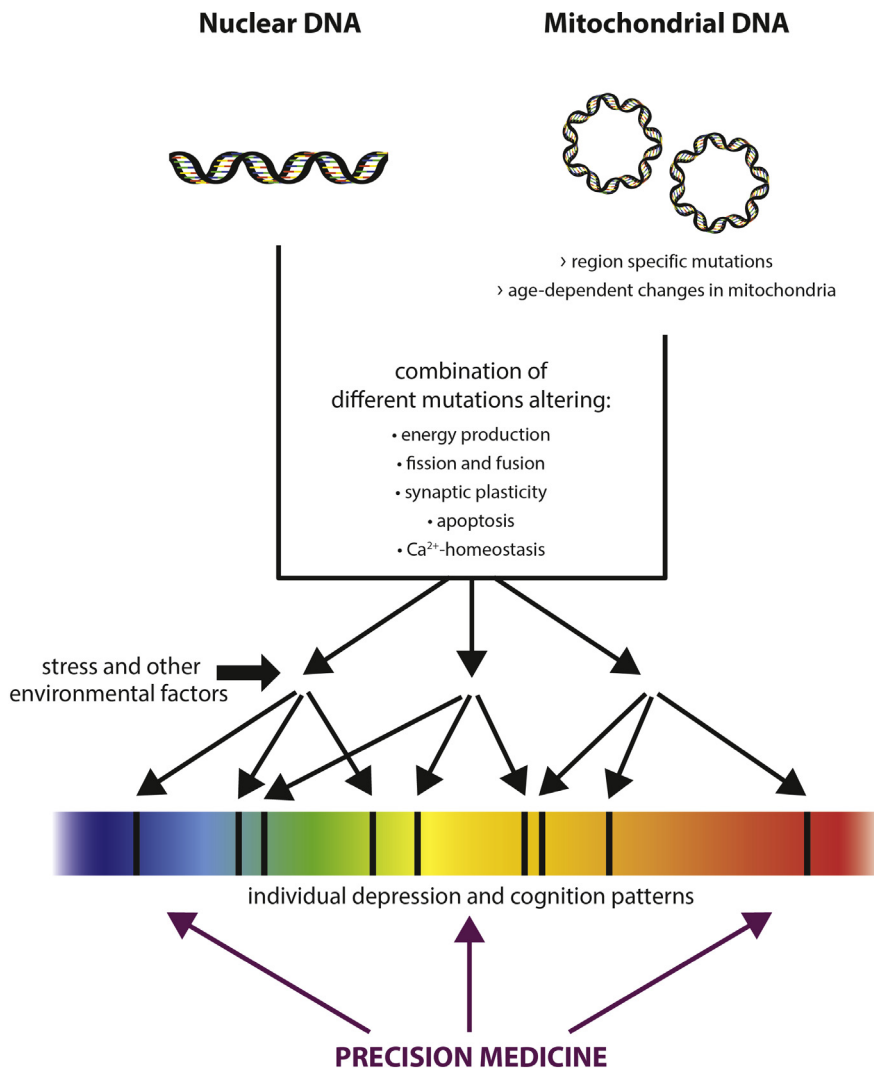 Nuclear DNA
Mitochondrial DNA
› region specific mutations
› age-dependent changes in mitochondria
combination of
different mutations altering:
• energy production
• fission and fusion
• synaptic plasticity
• apoptosis
• Ca²⁺-homeostasis
stress and other
environmental factors
individual depression and cognition patterns
PRECISION MEDICINE